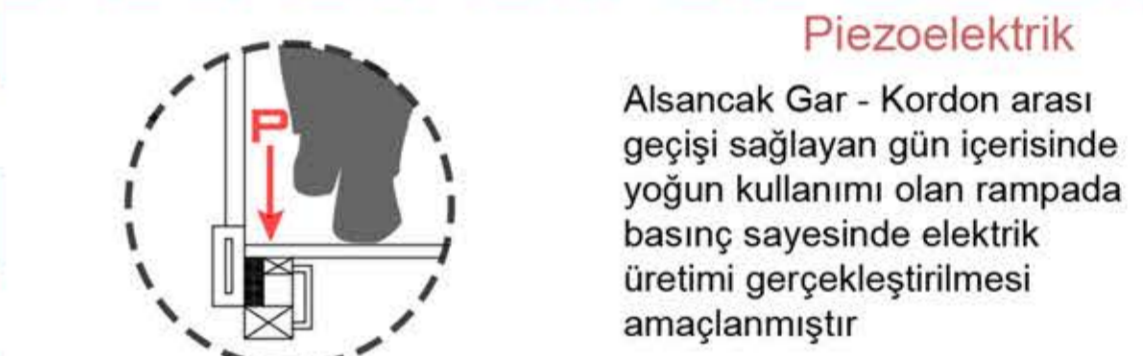 Piezoelektrik
P
Alsancak Gar - Kordon arası
geçişi sağlayan gün içerisinde
yoğun kullanımı olan rampada
basınç sayesinde elektrik
üretimi gerçekleştirilmesi
amaçlanmıştır